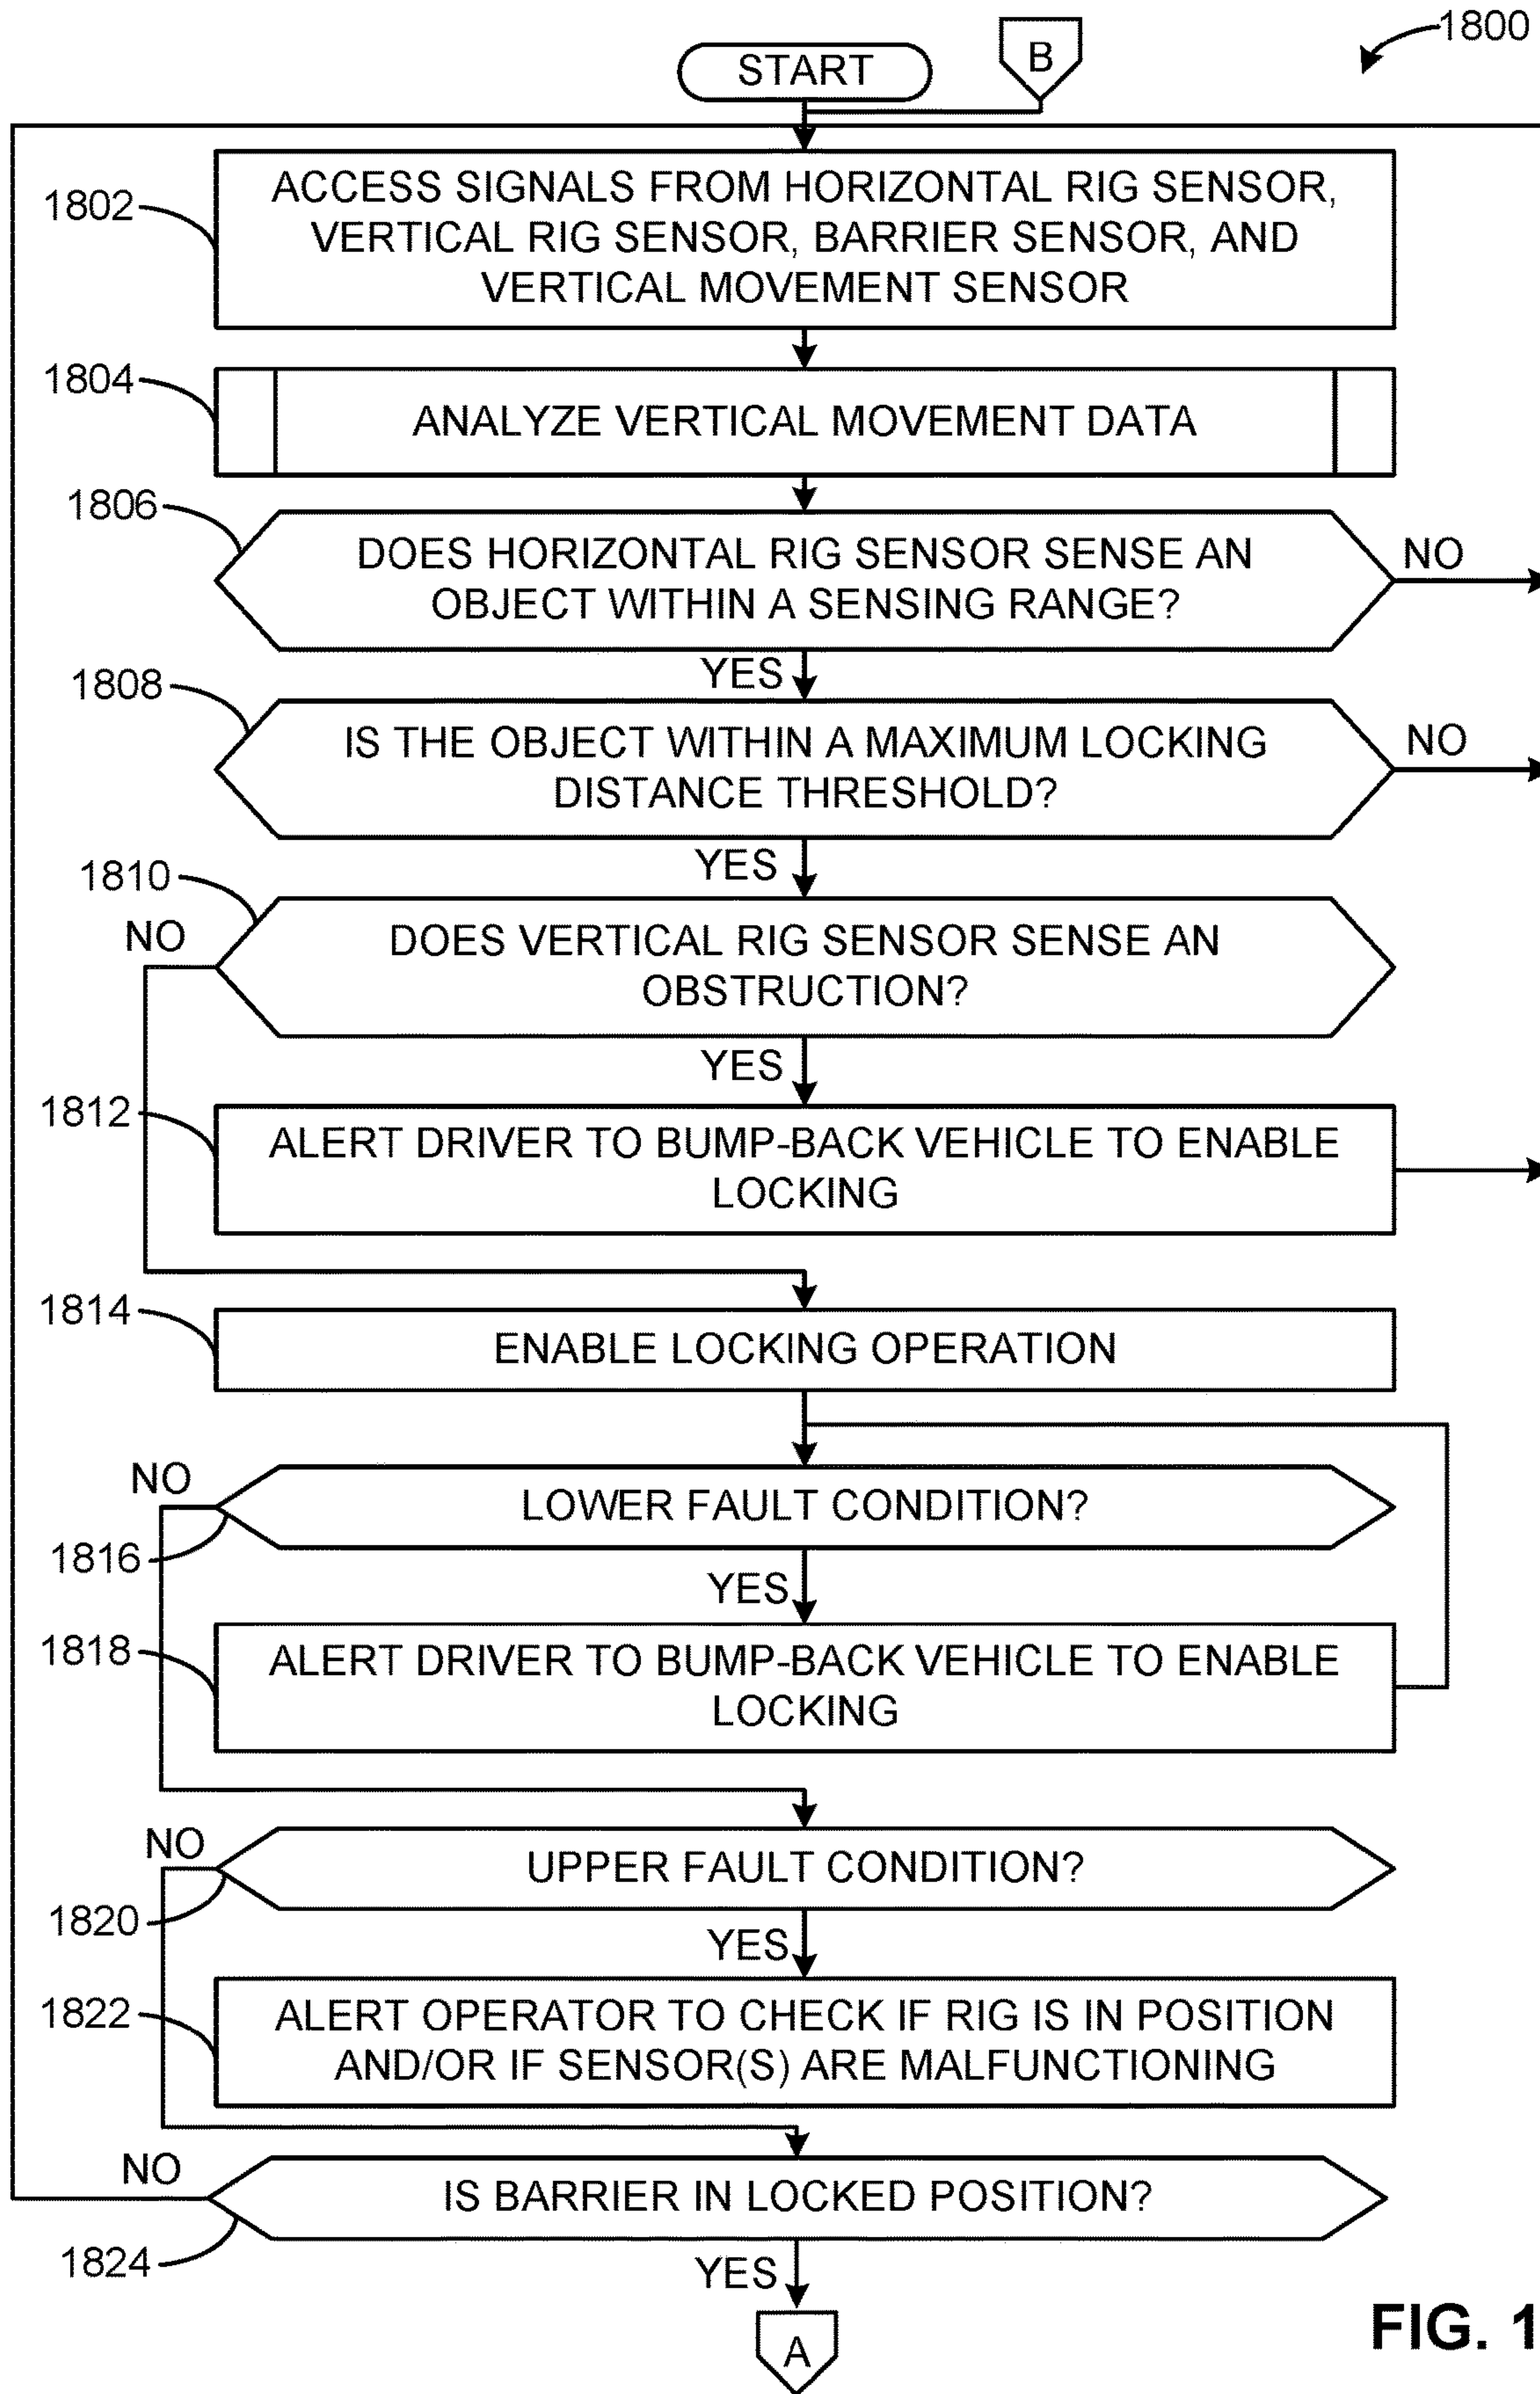 1800
START
B
1802
ACCESS SIGNALS FROM HORIZONTAL RIG SENSOR,
VERTICAL RIG SENSOR, BARRIER SENSOR, AND
VERTICAL MOVEMENT SENSOR
1804
ANALYZE VERTICAL MOVEMENT DATA
1806
DOES HORIZONTAL RIG SENSOR SENSE AN
OBJECT WITHIN A SENSING RANGE?
NO
YES
1808
IS THE OBJECT WITHIN A MAXIMUM LOCKING
DISTANCE THRESHOLD?
NO
YES
1810
NO
DOES VERTICAL RIG SENSOR SENSE AN
OBSTRUCTION?
YES
1812
ALERT DRIVER TO BUMP-BACK VEHICLE TO ENABLE
LOCKING
1814
ENABLE LOCKING OPERATION
NO
LOWER FAULT CONDITION?
1816
YES
1818
ALERT DRIVER TO BUMP-BACK VEHICLE TO ENABLE
LOCKING
NO
UPPER FAULT CONDITION?
1820
YES
1822
ALERT OPERATOR TO CHECK IF RIG IS IN POSITION
AND/OR IF SENSOR(S) ARE MALFUNCTIONING
NO
IS BARRIER IN LOCKED POSITION?
1824
YES
A
FIG. 1